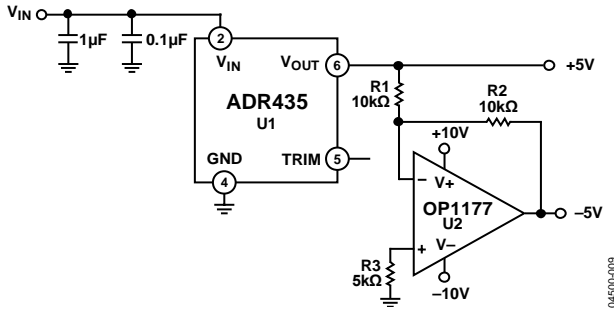 VIN
1µF
0.1µF
2
VIN
VOUT
6
ADR435
U1
GND
4
TRIM
5
+5V
R1
10kΩ
R2
10kΩ
+10V
−
V+
OP1177
U2
+
V−
−10V
−5V
R3
5kΩ
04500-009